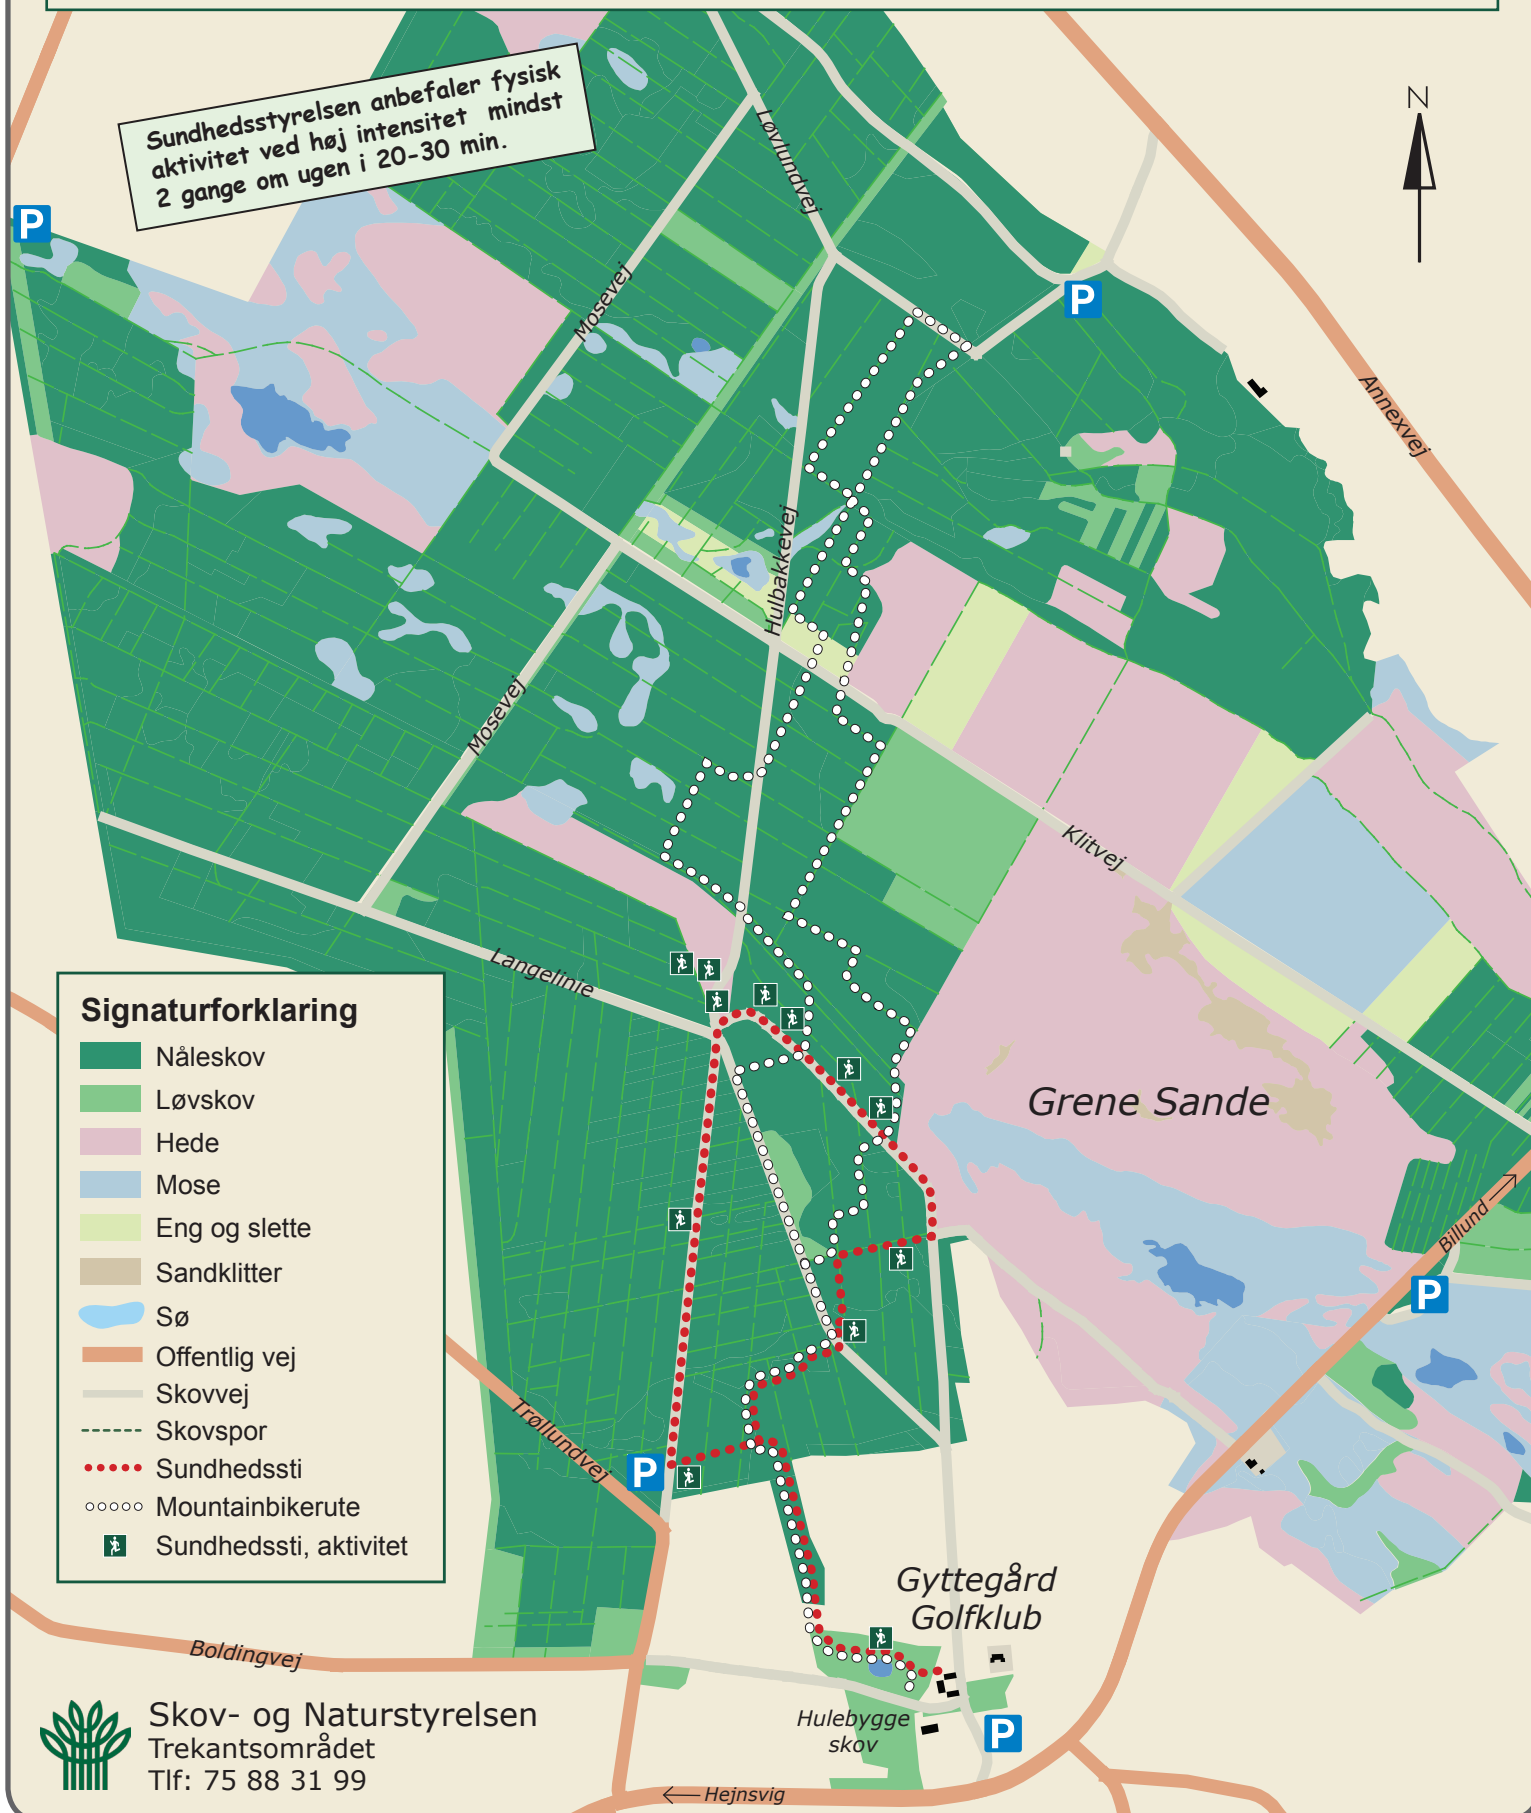 Sundhedsstyrelsen anbefaler fysisk
aktivitet ved høj intensitet mindst
2 gange om ugen i 20-30 min.
N
P
Løvlundvej
Mosevej
P
Annexvej
Hulbakkevej
Mosevej
Klitvej
Langelinie
Grene Sande
Signaturforklaring
Nåleskov
Løvskov
Hede
Mose
Eng og slette
Sandklitter
Sø
Offentlig vej
Skovvej
Skovspor
Sundhedssti
Mountainbikerute
Sundhedssti, aktivitet
Billund
P
Trøllundvej
P
Gyttegård
Golfklub
Boldingvej
Hulebygge
skov
P
Skov- og Naturstyrelsen
Trekantsområdet
Tlf: 75 88 31 99
Hejnsvig